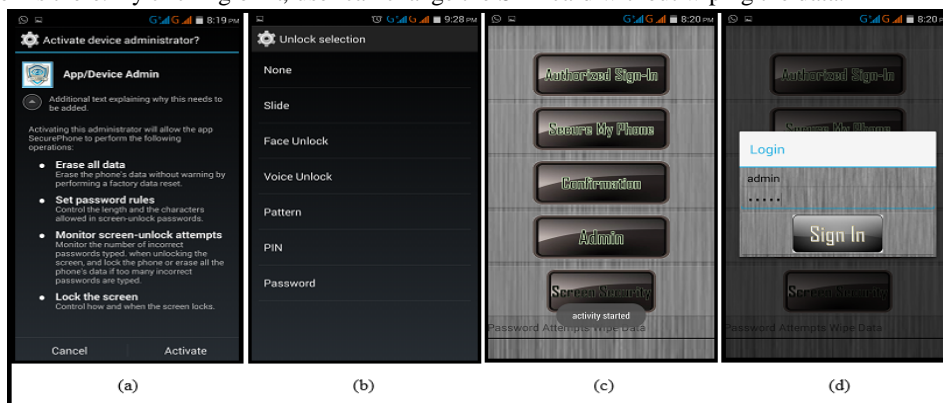 8:19 PM
Activate device administrator?
App/Device Admin
Additional text explaining why this needs to
be added.
Activating this administrator will allow the app
SecurePhone to perform the following
operations:
Erase all data
Erase the phone's data without warning by
performing a factory data reset.
Set password rules
Control the length and the characters
allowed in screen-unlock passwords.
Monitor screen-unlock attempts
Monitor the number of incorrect
passwords typed. when unlocking the
screen, and lock the phone or erase all the
phone's data if too many incorrect
passwords are typed.
Lock the screen
Control how and when the screen locks.
Cancel Activate
(a)
9:28 PM
Unlock selection
None
Slide
Face Unlock
Voice Unlock
Pattern
PIN
Password
(b)
G G 8:20 PM
Authorized Sign-In
Secure My Phone
Confirmation
Admin
Screen Security
activity started
Password Attempts Wipe Data
(c)
G G 8:20
Authorized Sign-In
Secure My Phone
Login
admin
•••••
Sign In
Screen Security
Password Attempts Wipe Data
(d)